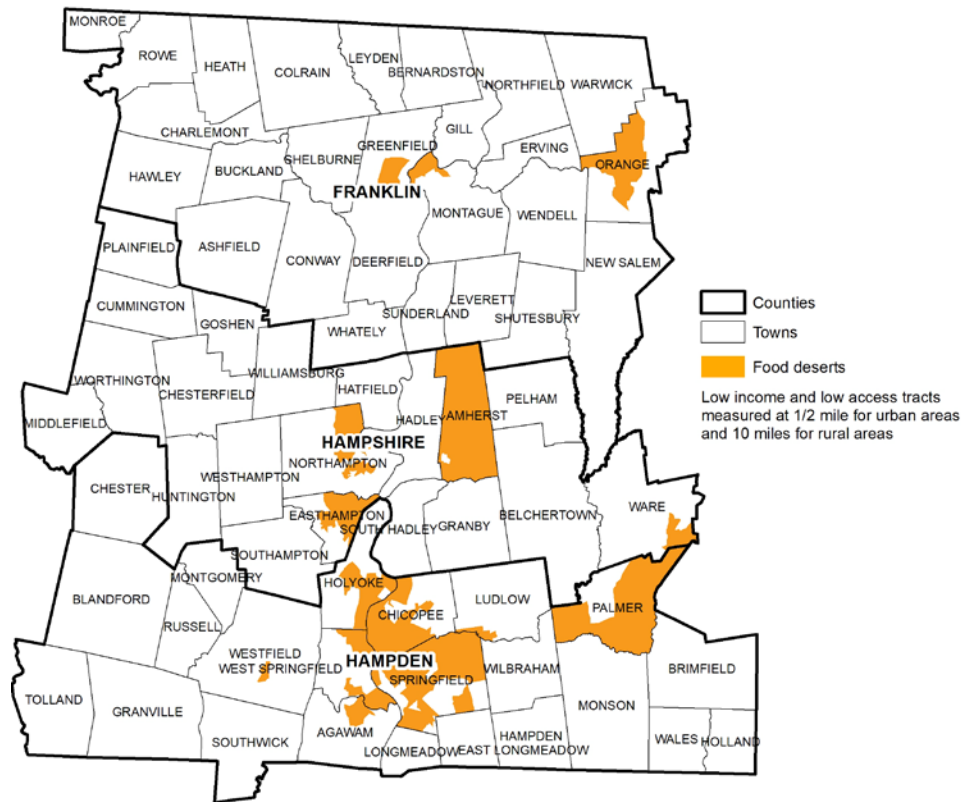 MONROE
ROWE
HEATH
COLRAIN
LEYDEN
BERNARDSTON
NORTHFIELD
WARWICK
CHARLEMONT
GILL
GREENFIELD
ERVING
SHELBURNE
ORANGE
HAWLEY
BUCKLAND
FRANKLIN
MONTAGUE
WENDELL
PLAINFIELD
ASHFIELD
CONWAY
DEERFIELD
NEW SALEM
CUMMINGTON
GOSHEN
LEVERETT
SUNDERLAND
SHUTESBURY
WHATELY
Counties
Towns
Food deserts
Low income and low access tracts
measured at 1/2 mile for urban areas
and 10 miles for rural areas
WORTHINGTON
CHESTERFIELD
WILLIAMSBURG
HATFIELD
PELHAM
MIDDLEFIELD
HADLEY
AMHERST
HAMPSHIRE
NORTHAMPTON
WESTHAMPTON
CHESTER
HUNTINGTON
WARE
BELCHERTOWN
EASTHAMPTON
SOUTH HADLEY
GRANBY
SOUTHAMPTON
MONTGOMERY
HOLYOKE
BLANDFORD
LUDLOW
PALMER
CHICOPEE
RUSSELL
WESTFIELD
WEST SPRINGFIELD
HAMPDEN
WILBRAHAM
BRIMFIELD
SPRINGFIELD
TOLLAND
GRANVILLE
MONSON
AGAWAM
SOUTHWICK
HAMPDEN
LONGMEADOW
EAST LONGMEADOW
WALES
HOLLAND